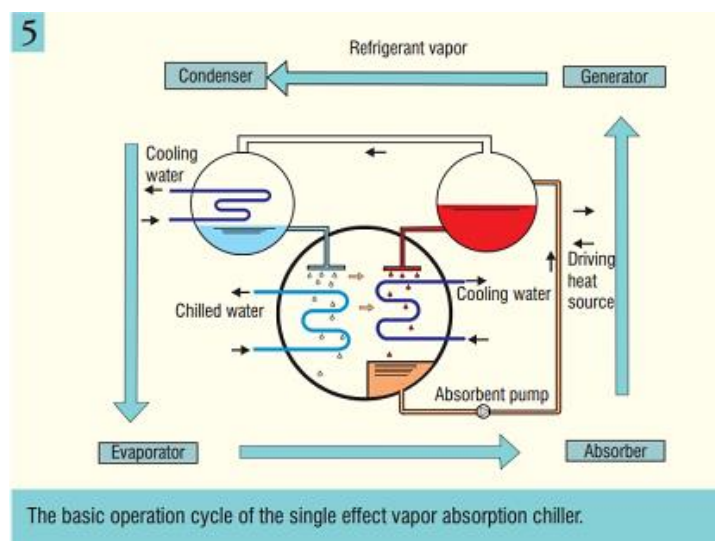 5
Refrigerant vapor
Condenser
Generator
Cooling
water
Chilled water
Cooling water
Driving
heat
source
Absorbent pump
Evaporator
Absorber
The basic operation cycle of the single effect vapor absorption chiller.